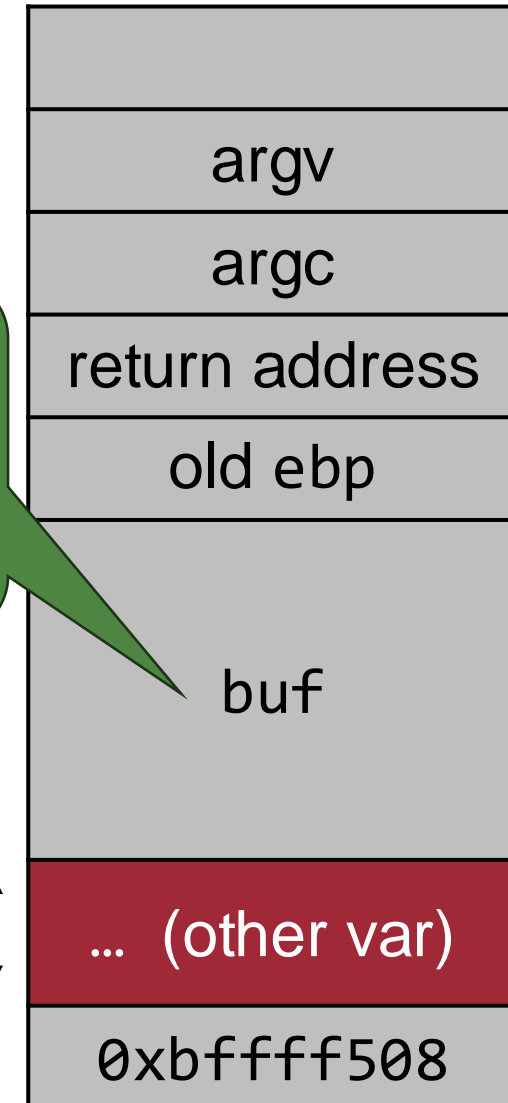 argv
argc
return address
old ebp
buf
... (other var)
0xbffff508